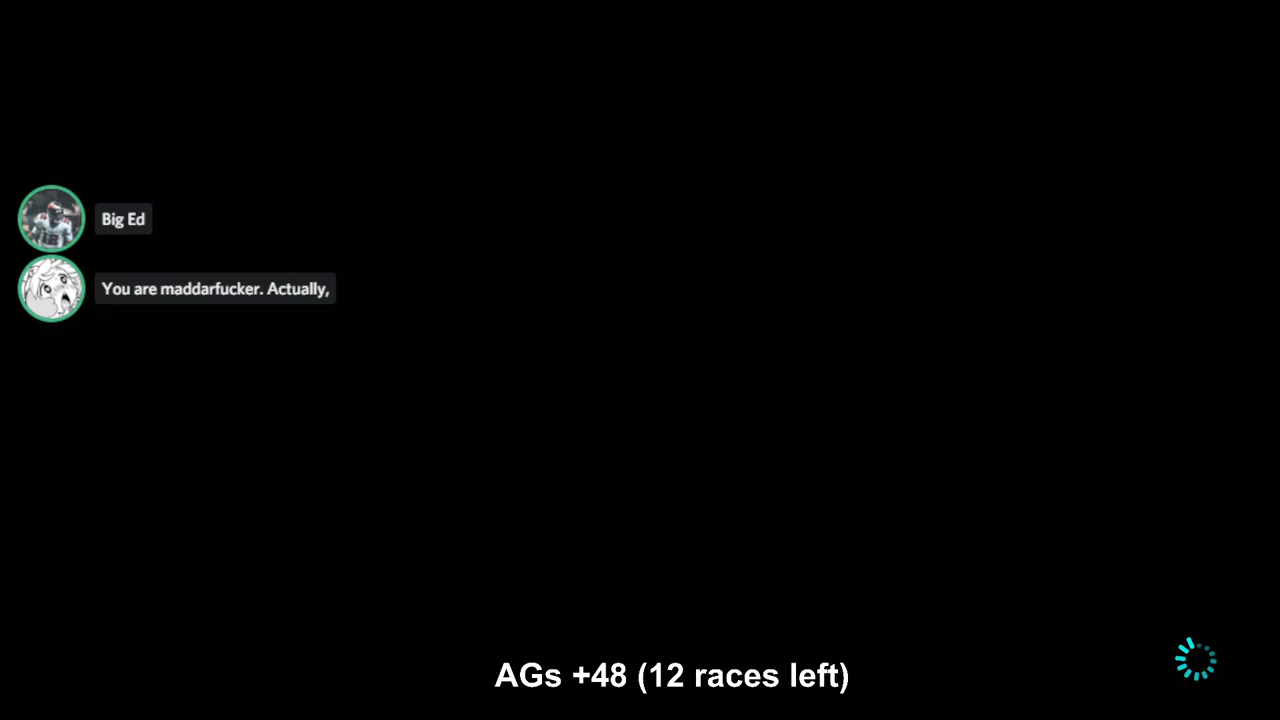 Big Ed
You are maddarfucker. Actually,
AGs +48 (12 races left)